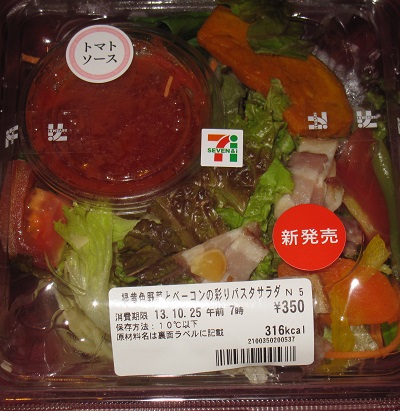 トマト
ソース
SEVEN&i
新発売
緑黄色野菜とベーコンの彩りパスタサラダ N 5
消費期限 13.10.25 午前 7時 ¥350
保存方法：10℃以下
原材料名は裏面ラベルに記載 316kcal
2100350200537